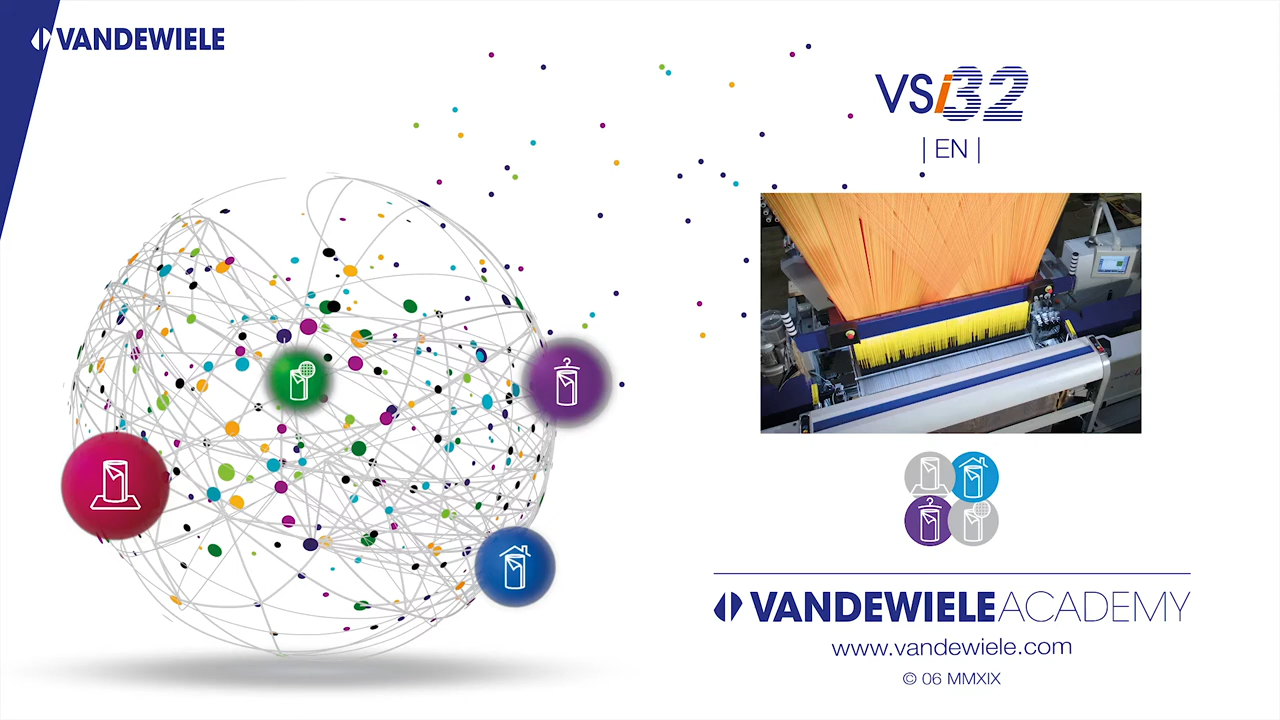 VANDEWIELE
VSi32
| EN |
VANDEWIELE ACADEMY
www.vandewiele.com
© 06 MMXIX